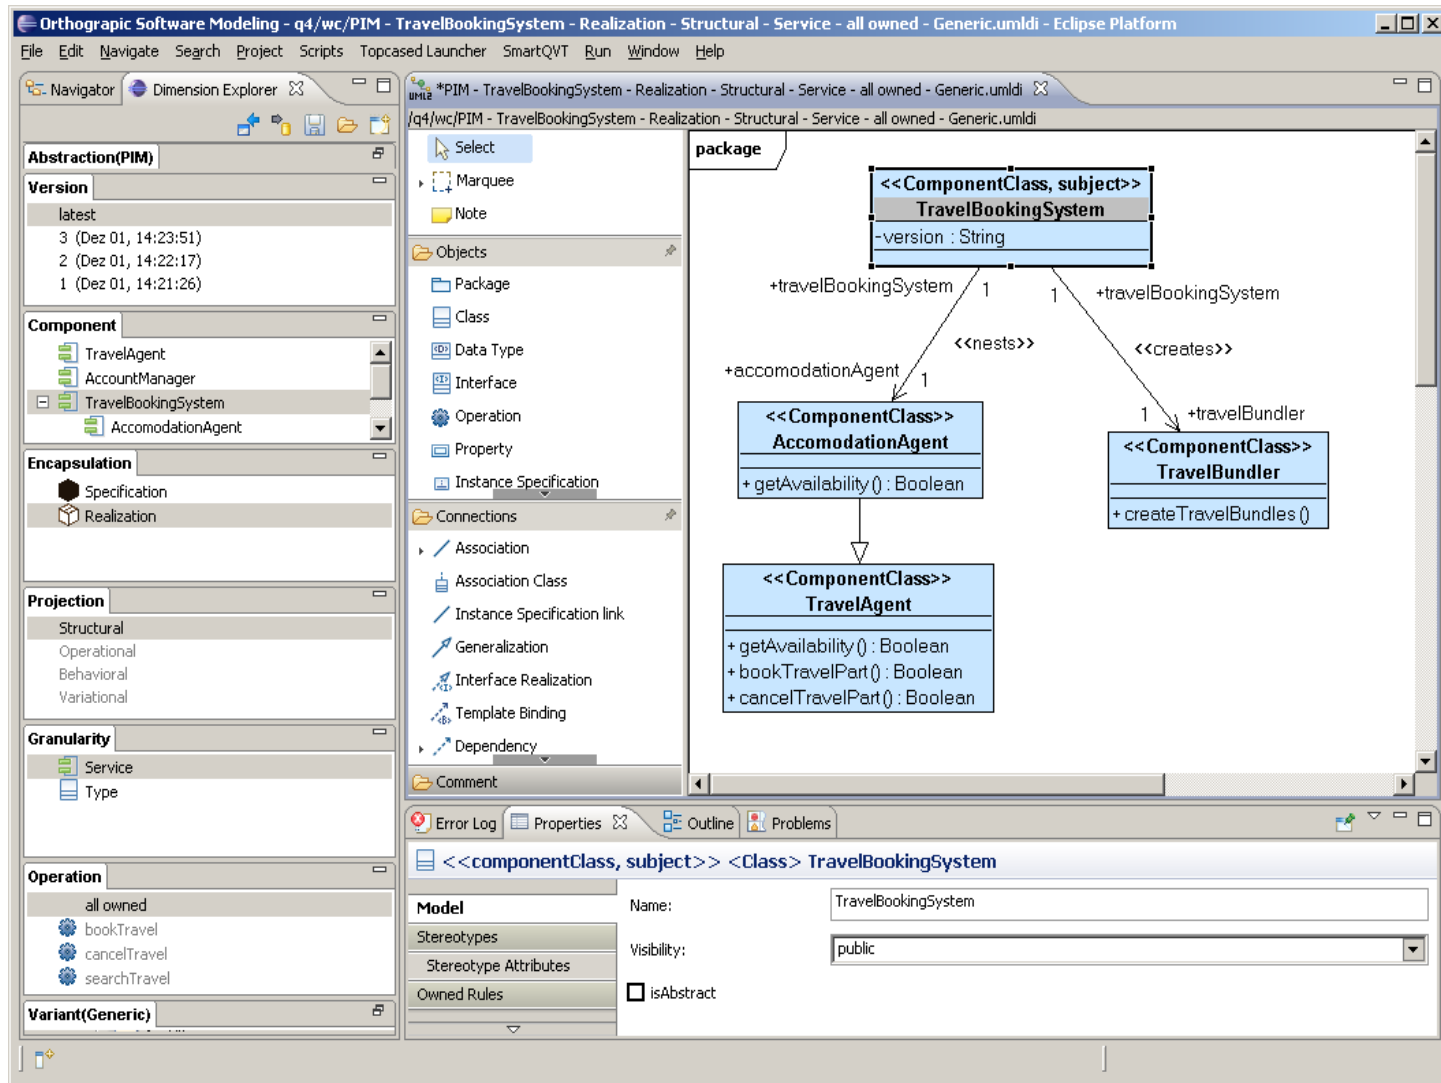 Orthograpic Software Modeling - q4/wc/PIM - TravelBookingSystem - Realization - Structural - Service - all owned - Generic.umldi - Eclipse Platform
File Edit Navigate Search Project Scripts Topcased Launcher SmartQVT Run Window Help
Navigator
Dimension Explorer
Abstraction(PIM)
Version
latest
3 (Dez 01, 14:23:51)
2 (Dez 01, 14:22:17)
1 (Dez 01, 14:21:26)
Component
TravelAgent
AccountManager
TravelBookingSystem
AccomodationAgent
Encapsulation
Specification
Realization
Projection
Structural
Operational
Behavioral
Variational
Granularity
Service
Type
Operation
all owned
bookTravel
cancelTravel
searchTravel
Variant(Generic)
*PIM - TravelBookingSystem - Realization - Structural - Service - all owned - Generic.umldi
/q4/wc/PIM - TravelBookingSystem - Realization - Structural - Service - all owned - Generic.umldi
Select
Marquee
Note
Objects
Package
Class
Data Type
Interface
Operation
Property
Instance Specification
Connections
Association
Association Class
Instance Specification link
Generalization
Interface Realization
Template Binding
Dependency
Comment
package
<<ComponentClass, subject>>
TravelBookingSystem
-version : String
+travelBookingSystem
1
1
+travelBookingSystem
<<nests>>
<<creates>>
+accomodationAgent
1
1
+travelBundler
<<ComponentClass>>
AccomodationAgent
+ getAvailability () : Boolean
<<ComponentClass>>
TravelBundler
+ createTravelBundles ()
<<ComponentClass>>
TravelAgent
+ getAvailability () : Boolean
+ bookTravelPart() : Boolean
+ cancelTravelPart() : Boolean
Error Log
Properties
Outline
Problems
<<componentClass, subject>> <Class> TravelBookingSystem
Model
Stereotypes
Stereotype Attributes
Owned Rules
Name:
TravelBookingSystem
Visibility:
public
isAbstract